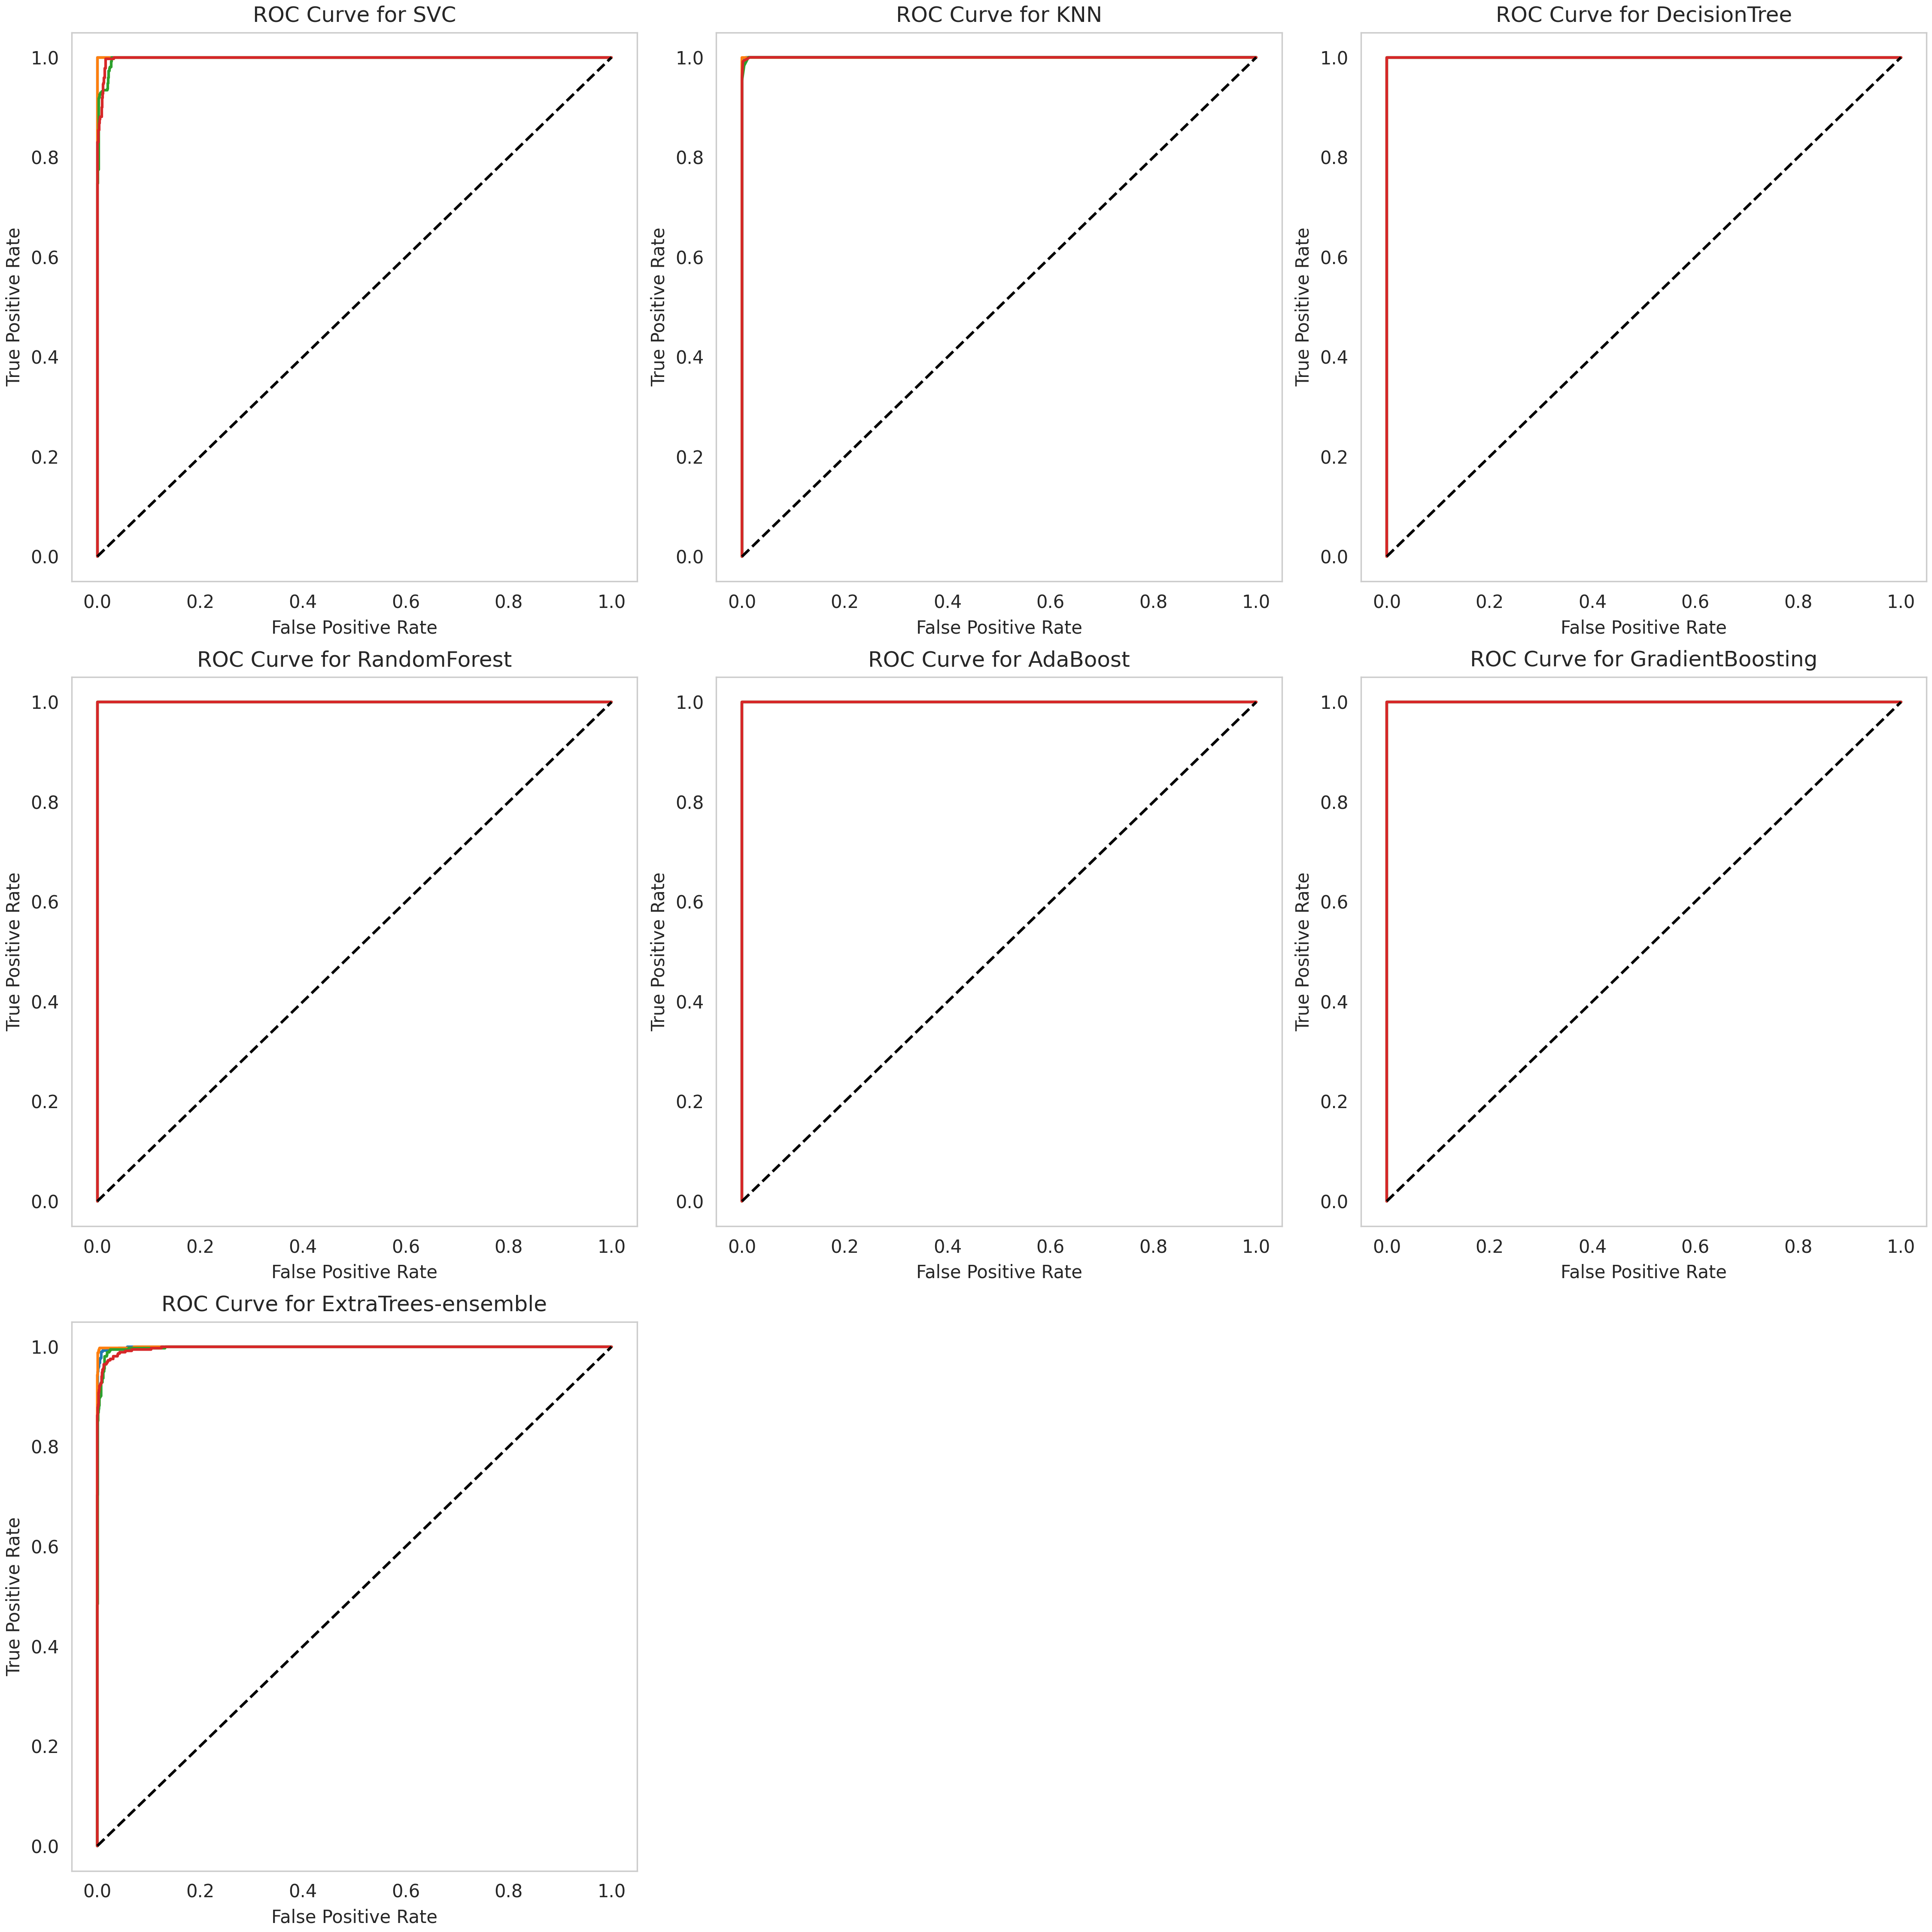 ROC Curve for SVC
1.0
0.8
0.6
0.4
0.2
0.0
True Positive Rate
0.0 0.2 0.4 0.6 0.8 1.0
False Positive Rate
ROC Curve for KNN
1.0
0.8
0.6
0.4
0.2
0.0
True Positive Rate
0.0 0.2 0.4 0.6 0.8 1.0
False Positive Rate
ROC Curve for DecisionTree
1.0
0.8
0.6
0.4
0.2
0.0
True Positive Rate
0.0 0.2 0.4 0.6 0.8 1.0
False Positive Rate
ROC Curve for RandomForest
1.0
0.8
0.6
0.4
0.2
0.0
True Positive Rate
0.0 0.2 0.4 0.6 0.8 1.0
False Positive Rate
ROC Curve for AdaBoost
1.0
0.8
0.6
0.4
0.2
0.0
True Positive Rate
0.0 0.2 0.4 0.6 0.8 1.0
False Positive Rate
ROC Curve for GradientBoosting
1.0
0.8
0.6
0.4
0.2
0.0
True Positive Rate
0.0 0.2 0.4 0.6 0.8 1.0
False Positive Rate
ROC Curve for ExtraTrees-ensemble
1.0
0.8
0.6
0.4
0.2
0.0
True Positive Rate
0.0 0.2 0.4 0.6 0.8 1.0
False Positive Rate